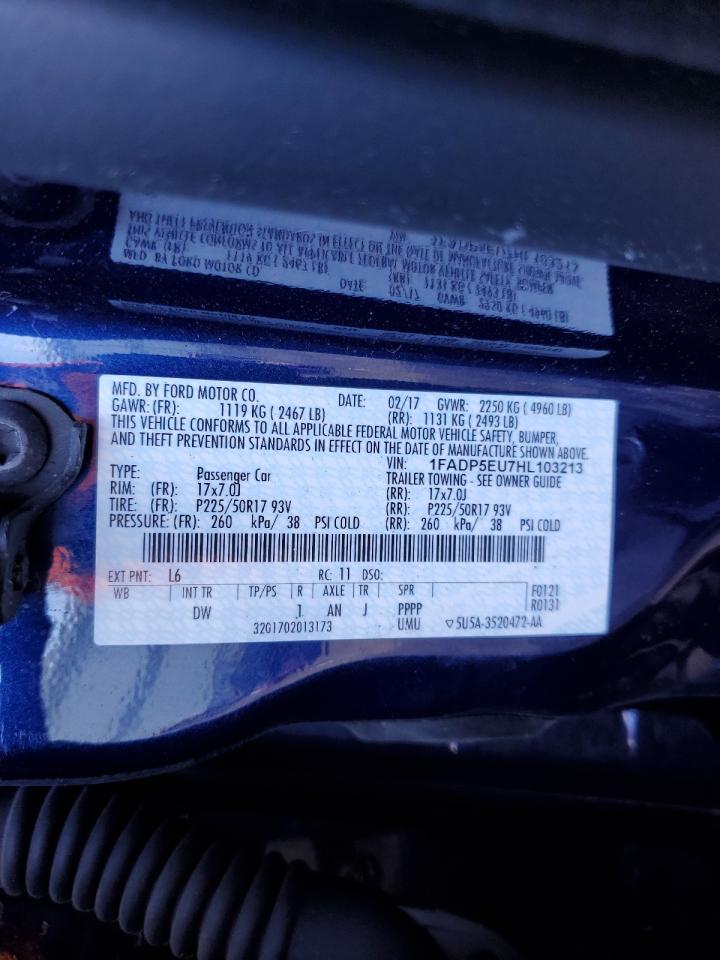 MFD. BY FORD MOTOR CO. DATE: 02/17 GVWR: 2250 KG ( 4960 LB)
GAWR: (FR): 1119 KG ( 2467 LB) (RR): 1131 KG ( 2493 LB)
THIS VEHICLE CONFORMS TO ALL APPLICABLE FEDERAL MOTOR VEHICLE SAFETY, BUMPER,
AND THEFT PREVENTION STANDARDS IN EFFECT ON THE DATE OF MANUFACTURE SHOWN ABOVE.
VIN: 1FADP5EU7HL103213
TYPE: Passenger Car TRAILER TOWING - SEE OWNER GUIDE
RIM: (FR): 17x7.0J (RR): 17x7.0J
TIRE: (FR): P225/50R17 93V (RR): P225/50R17 93V
PRESSURE: (FR): 260 kPa/ 38 PSI COLD (RR): 260 kPa/ 38 PSI COLD
EXT PNT: L6 RC: 11 DSO:
WB INT TR TP/PS R AXLE TR SPR F0121
DW 1 AN J PPPP R0131
3201702013173 UMU ▽5U5A-3520472-AA